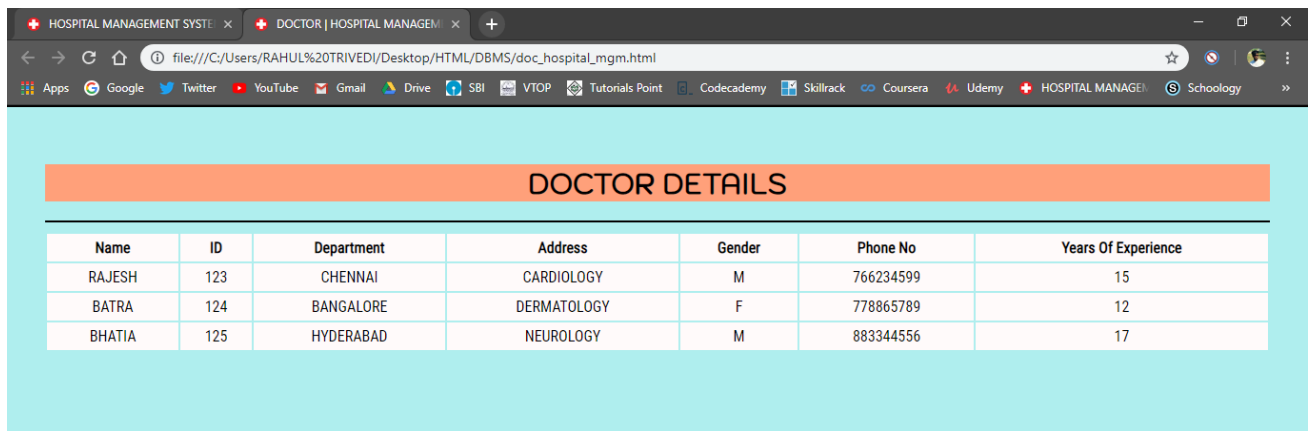 HOSPITAL MANAGEMENT SYSTE DOCTOR | HOSPITAL MANAGEM
file:///C:/Users/RAHUL%20TRIVEDI/Desktop/HTML/DBMS/doc_hospital_mgm.html
Apps Google Twitter YouTube Gmail Drive SBI VTOP Tutorials Point Codecademy Skillrack Coursera Udemy HOSPITAL MANAGEN Schoology »
DOCTOR DETAILS
Name ID Department Address Gender Phone No Years Of Experience
RAJESH 123 CHENNAI CARDIOLOGY M 766234599 15
BATRA 124 BANGALORE DERMATOLOGY F 778865789 12
BHATIA 125 HYDERABAD NEUROLOGY M 883344556 17